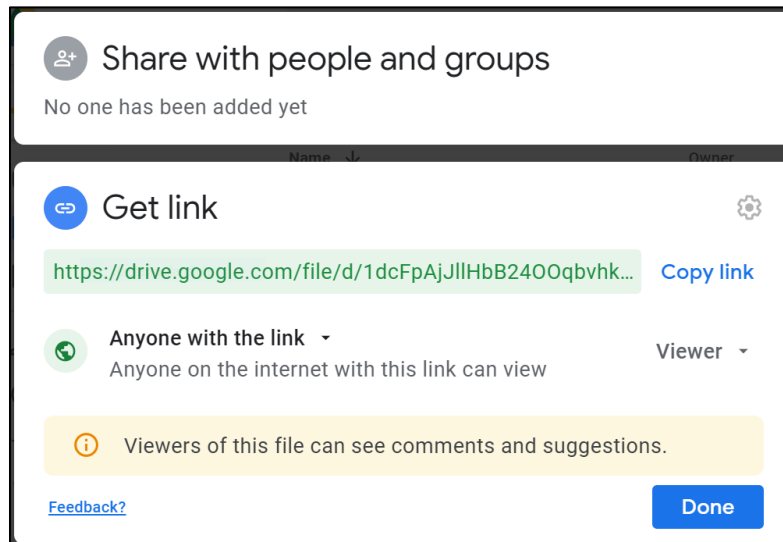 Share with people and groups
No one has been added yet
Name Owner
Get link
https://drive.google.com/file/d/1dcFpAjJllHbB24OOqbvhk… Copy link
Anyone with the link
Anyone on the internet with this link can view
Viewer
Viewers of this file can see comments and suggestions.
Feedback? Done